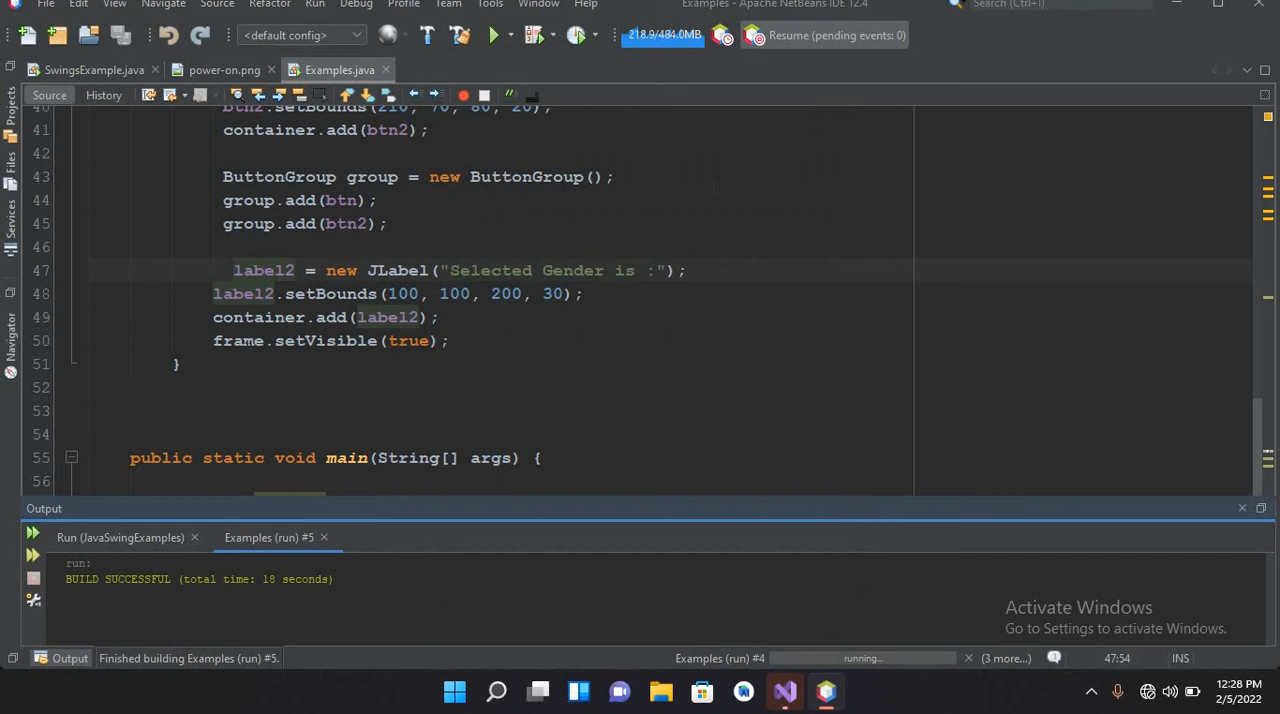 File Edit View Navigate Source Refactor Run Debug Profile Team Tools Window Help
Examples - Apache NetBeans IDE 12.4
Search (Ctrl+I)
<default config>
218.9/484.0MB
Resume (pending events: 0)
SwingsExample.java
power-on.png
Examples.java
Source
History
Projects
Files
Services
Navigator
40 btn2.setBounds(210, 70, 80, 20);
41 container.add(btn2);
42
43 ButtonGroup group = new ButtonGroup();
44 group.add(btn);
45 group.add(btn2);
46
47 label2 = new JLabel("Selected Gender is :");
48 label2.setBounds(100, 100, 200, 30);
49 container.add(label2);
50 frame.setVisible(true);
51 }
52
53
54
55 public static void main(String[] args) {
56
Output
Run (JavaSwingExamples)
Examples (run) #5
run:
BUILD SUCCESSFUL (total time: 18 seconds)
Activate Windows
Go to Settings to activate Windows.
Output
Finished building Examples (run) #5.
Examples (run) #4
running...
(3 more...)
47:54
INS
12:28 PM
2/5/2022